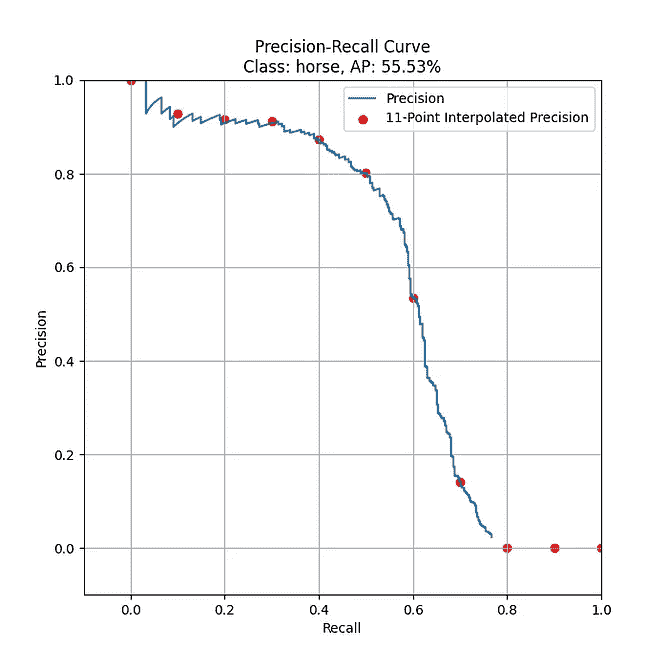 Precision-Recall Curve
Class: horse, AP: 55.53%
Precision
11-Point Interpolated Precision
1.0
0.8
0.6
0.4
0.2
0.0
Precision
0.0 0.2 0.4 0.6 0.8 1.0
Recall